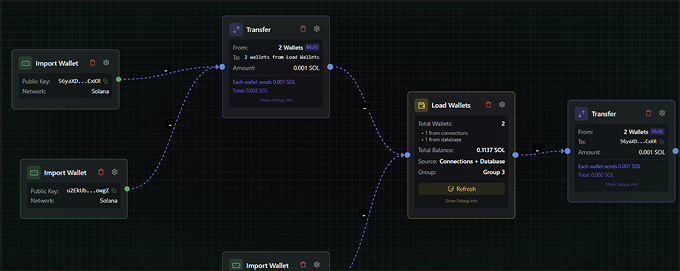 Import Wallet
Public Key: 56yaXD...CxKR
Network: Solana
Import Wallet
Public Key: u2EkUb...owgZ
Network: Solana
Transfer
From: 2 Wallets Multi
To: 2 wallets from Load Wallets
Amount: 0.001 SOL
Each wallet sends 0.001 SOL
Total: 0.002 SOL
Show Debug Info
Import Wallet
Load Wallets
Total Wallets: 2
• 1 from connections
• 1 from database
Total Balance: 0.1137 SOL
Source: Connections + Database
Group: Group 3
Refresh
Show Debug Info
Transfer
From: 2 Wallets Multi
To: 56yaXD...CxKR
Amount: 0.001 SOL
Each wallet sends 0.001 SOL
Total: 0.002 SOL
Show Debug Info